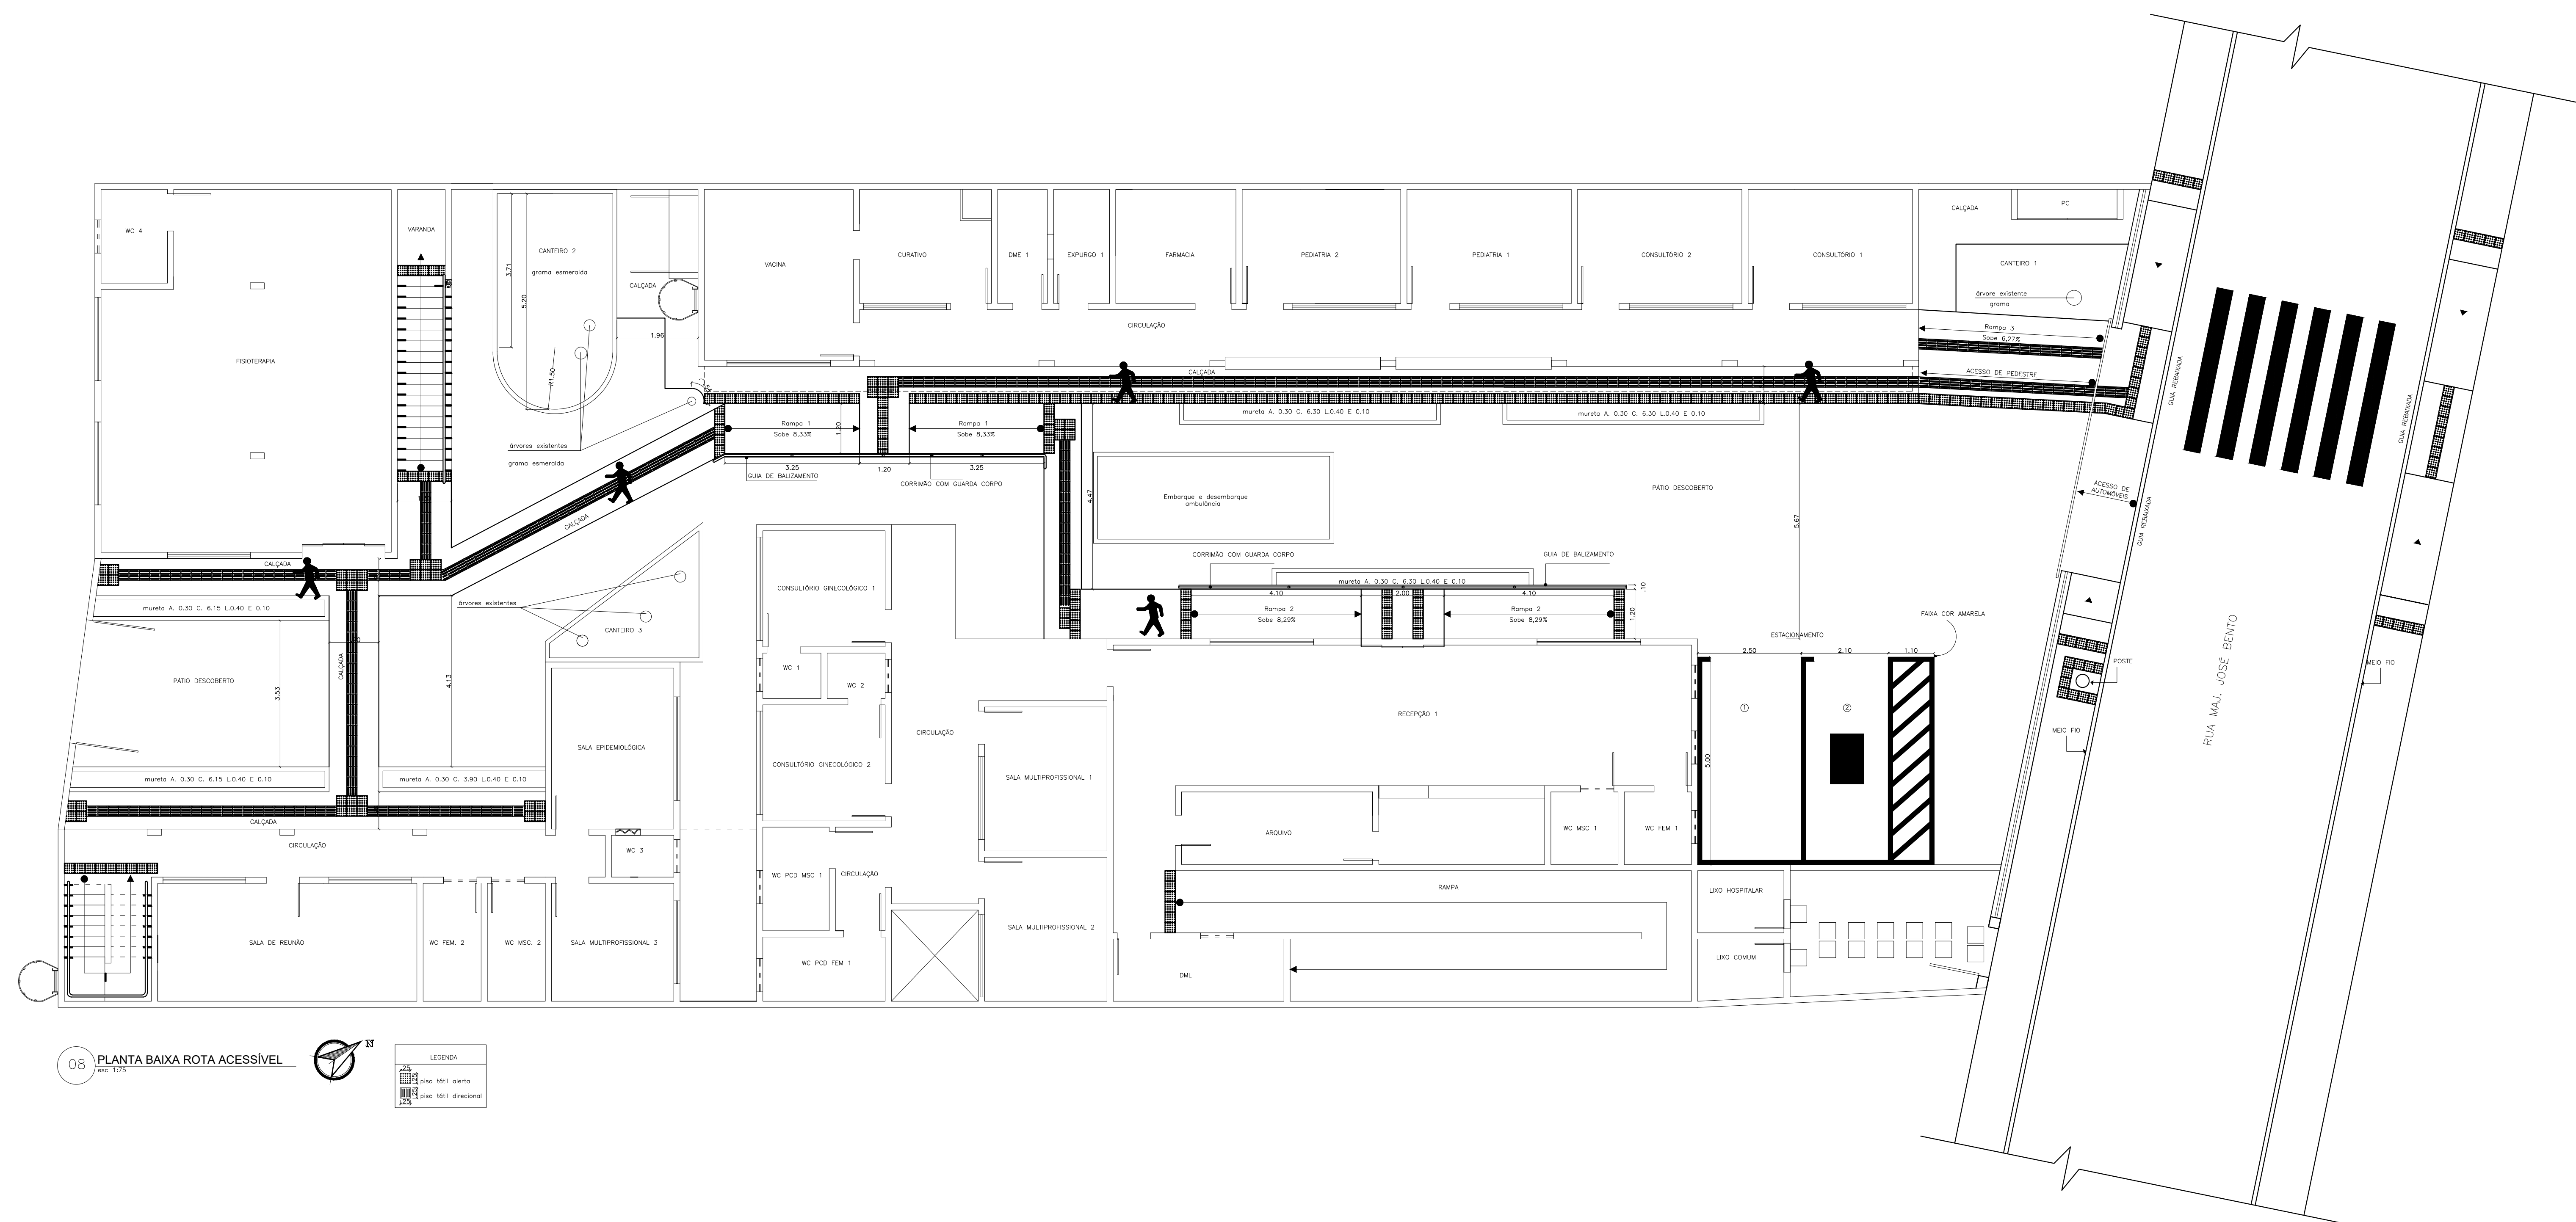 WC 4
VARANDA
FISIOTERAPIA
CANTEIRO 2
grama esmeralda
3.71
5.20
R1.50
CALÇADA
1.96
árvores existentes
grama esmeralda
VACINA
CURATIVO
DME 1
EXPURGO 1
FARMÁCIA
PEDIATRIA 2
PEDIATRIA 1
CONSULTÓRIO 2
CONSULTÓRIO 1
CIRCULAÇÃO
CALÇADA
PC
CALÇADA
CANTEIRO 1
árvore existente
grama
Rampa 3
Sobe 6,27%
ACESSO DE PEDESTRE
mureta A. 0.30 C. 6.30 L.0.40 E 0.10
mureta A. 0.30 C. 6.30 L.0.40 E 0.10
Rampa 1
Sobe 8,33%
1.20
Rampa 1
Sobe 8,33%
3.25
1.20
3.25
GUIA DE BALIZAMENTO
CORRIMÃO COM GUARDA CORPO
4.47
Embarque e desembarque
ambulância
PÁTIO DESCOBERTO
5.67
ACESSO DE
AUTOMÓVEIS
GUIA REBAIXADA
GUIA REBAIXADA
GUIA REBAIXADA
CALÇADA
CALÇADA
CORRIMÃO COM GUARDA CORPO
GUIA DE BALIZAMENTO
mureta A. 0.30 C. 6.30 L.0.40 E 0.10
.10
4.10
2.00
4.10
Rampa 2
Sobe 8,29%
Rampa 2
Sobe 8,29%
1.20
FAIXA COR AMARELA
ESTACIONAMENTO
2.50
2.10
1.10
5.00
1
2
POSTE
MEIO FIO
MEIO FIO
RUA MAJ. JOSÉ BENTO
mureta A. 0.30 C. 6.15 L.0.40 E 0.10
PÁTIO DESCOBERTO
3.53
CALÇADA
4.13
árvores existentes
CANTEIRO 3
CONSULTÓRIO GINECOLÓGICO 1
WC 1
WC 2
CONSULTÓRIO GINECOLÓGICO 2
CIRCULAÇÃO
SALA EPIDEMIOLÓGICA
SALA MULTIPROFISSIONAL 1
RECEPÇÃO 1
mureta A. 0.30 C. 6.15 L.0.40 E 0.10
mureta A. 0.30 C. 3.90 L.0.40 E 0.10
CALÇADA
CIRCULAÇÃO
WC 3
ARQUIVO
WC MSC 1
WC FEM 1
WC PCD MSC 1
CIRCULAÇÃO
RAMPA
LIXO HOSPITALAR
SALA DE REUNÃO
WC FEM. 2
WC MSC. 2
SALA MULTIPROFISSIONAL 3
WC PCD FEM 1
SALA MULTIPROFISSIONAL 2
DML
LIXO COMUM
08
PLANTA BAIXA ROTA ACESSÍVEL
esc 1:75
N
LEGENDA
.25
.25
piso tátil alerta
.25
piso tátil direcional
.25